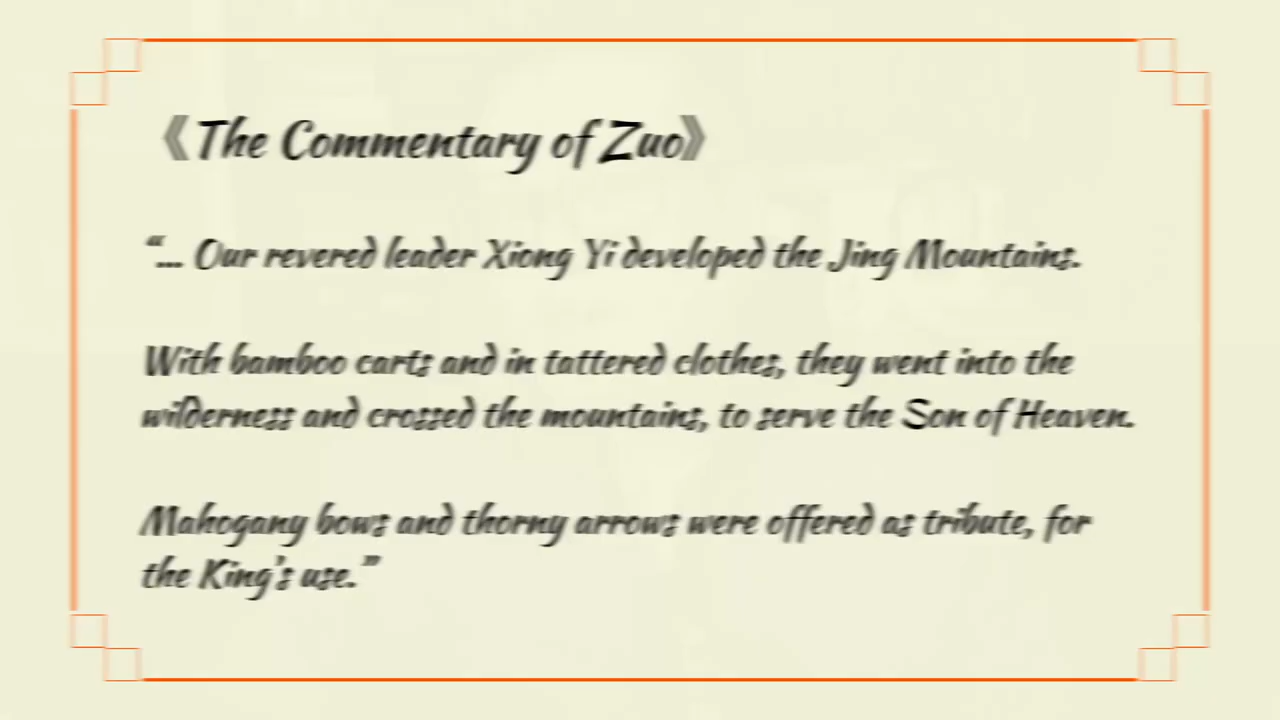 《The Commentary of Zuo》
“... Our revered leader Xiong Yi developed the Jing Mountains.
With bamboo carts and in tattered clothes, they went into the
wilderness and crossed the mountains, to serve the Son of Heaven.
Mahogany bows and thorny arrows were offered as tribute, for
the King's use.”